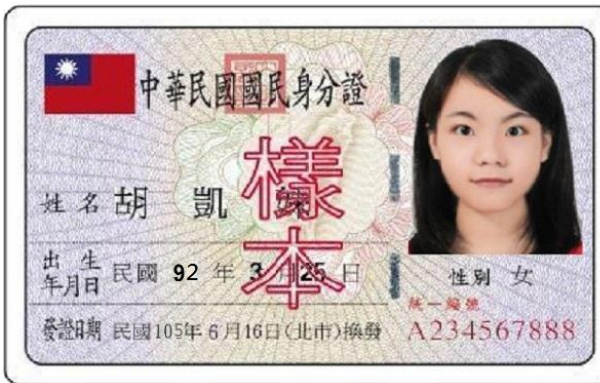 中華民國國民身分證
樣本
姓名 胡 凱
出生年月日 民國 92 年 3 月 25 日
性別 女
統一編號
A234567888
發證日期 民國105年6月16日(北市)換發